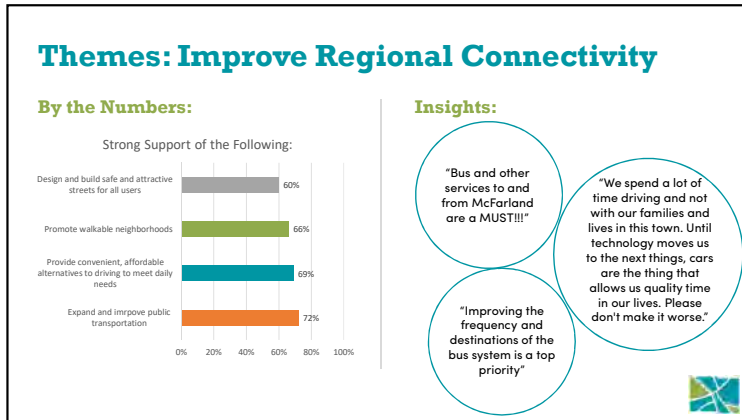 Themes: Improve Regional Connectivity
By the Numbers:
Strong Support of the Following:
Design and build safe and attractive
streets for all users
60%
Promote walkable neighborhoods
66%
Provide convenient, affordable
alternatives to driving to meet daily
needs
69%
Expand and imrpove public
transportation
72%
0% 20% 40% 60% 80% 100%
Insights:
“Bus and other
services to and
from McFarland
are a MUST!!!”
“We spend a lot of
time driving and not
with our families and
lives in this town. Until
technology moves us
to the next things, cars
are the thing that
allows us quality time
in our lives. Please
don't make it worse.”
“Improving the
frequency and
destinations of the
bus system is a top
priority”